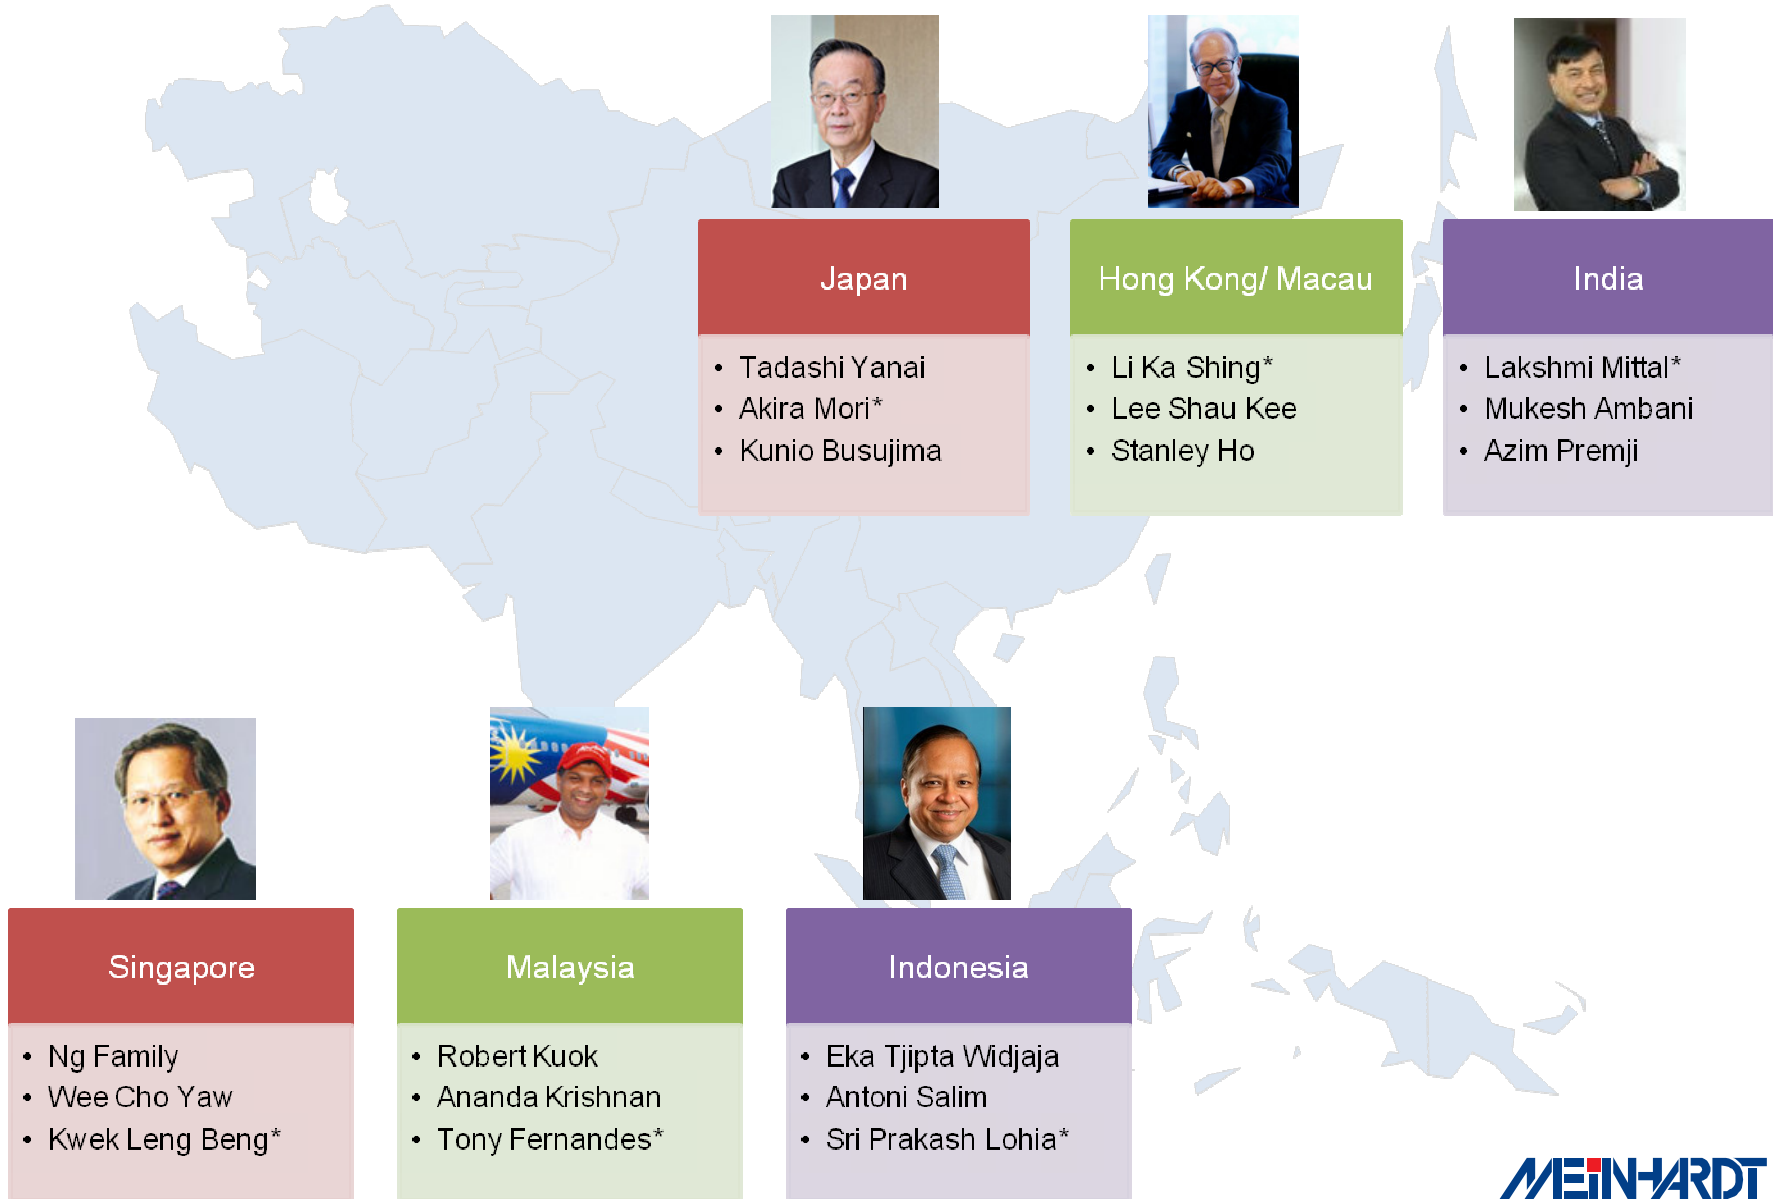 Japan
Tadashi Yanai
Akira Mori*
Kunio Busujima
Hong Kong/ Macau
Li Ka Shing*
Lee Shau Kee
Stanley Ho
India
Lakshmi Mittal*
Mukesh Ambani
Azim Premji
Singapore
Ng Family
Wee Cho Yaw
Kwek Leng Beng*
Malaysia
Robert Kuok
Ananda Krishnan
Tony Fernandes*
Indonesia
Eka Tjipta Widjaja
Antoni Salim
Sri Prakash Lohia*
MEiNHARDT